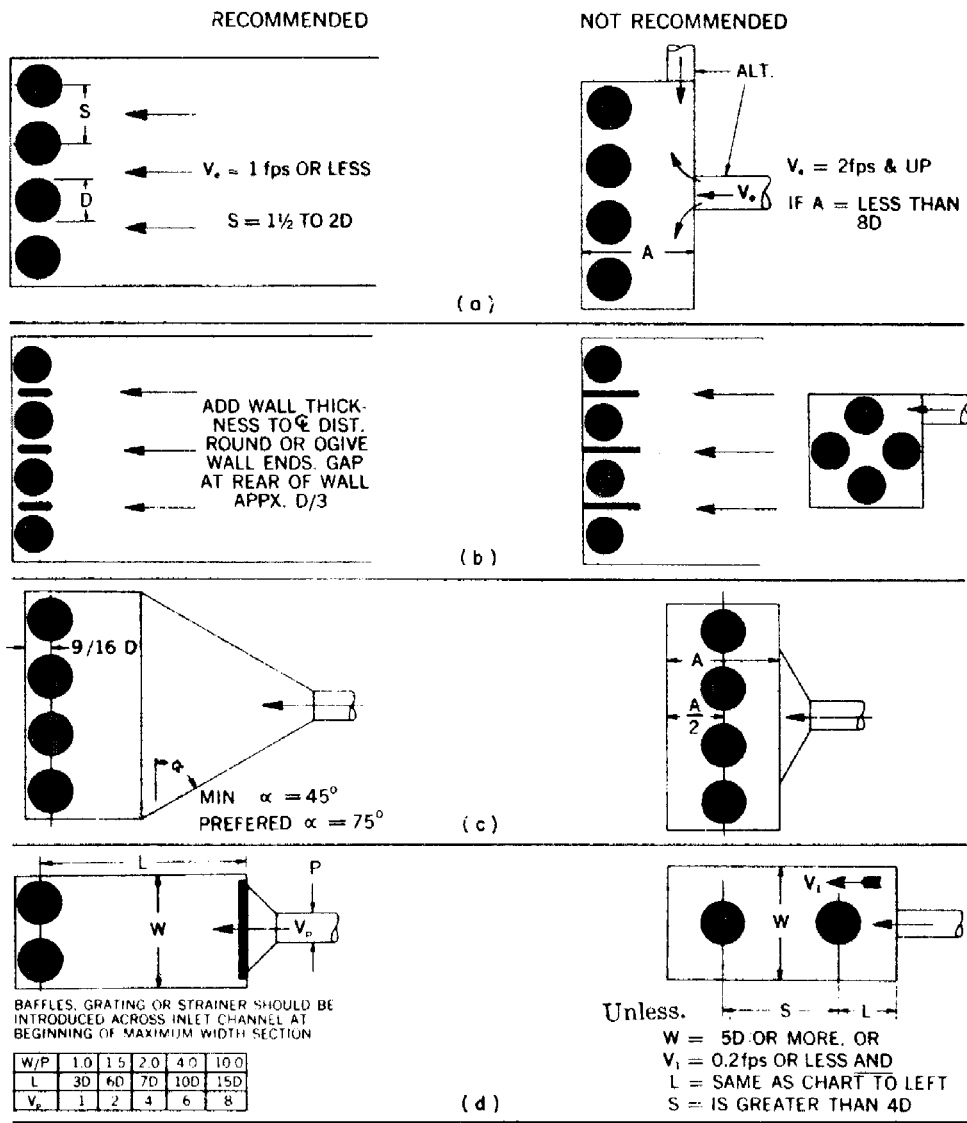 RECOMMENDED
NOT RECOMMENDED
S
D
Vₑ = 1 fps OR LESS
S = 1½ TO 2D
ALT.
Vₑ = 2fps & UP
IF A = LESS THAN
8D
Vₑ
A
(a)
ADD WALL THICK-
NESS TO ℄ DIST.
ROUND OR OGIVE
WALL ENDS. GAP
AT REAR OF WALL
APPX. D/3
(b)
9/16 D
α
MIN α = 45°
PREFERED α = 75°
A
A
2
(c)
L
W
P
Vₚ
BAFFLES, GRATING OR STRAINER SHOULD BE
INTRODUCED ACROSS INLET CHANNEL AT
BEGINNING OF MAXIMUM WIDTH SECTION
W/P 1.0 1.5 2.0 4.0 10.0
L 3D 6D 7D 10D 15D
Vₚ 1 2 4 6 8
V₁
W
S
L
Unless.
W = 5D OR MORE, OR
V₁ = 0.2fps OR LESS AND
L = SAME AS CHART TO LEFT
S = IS GREATER THAN 4D
(d)